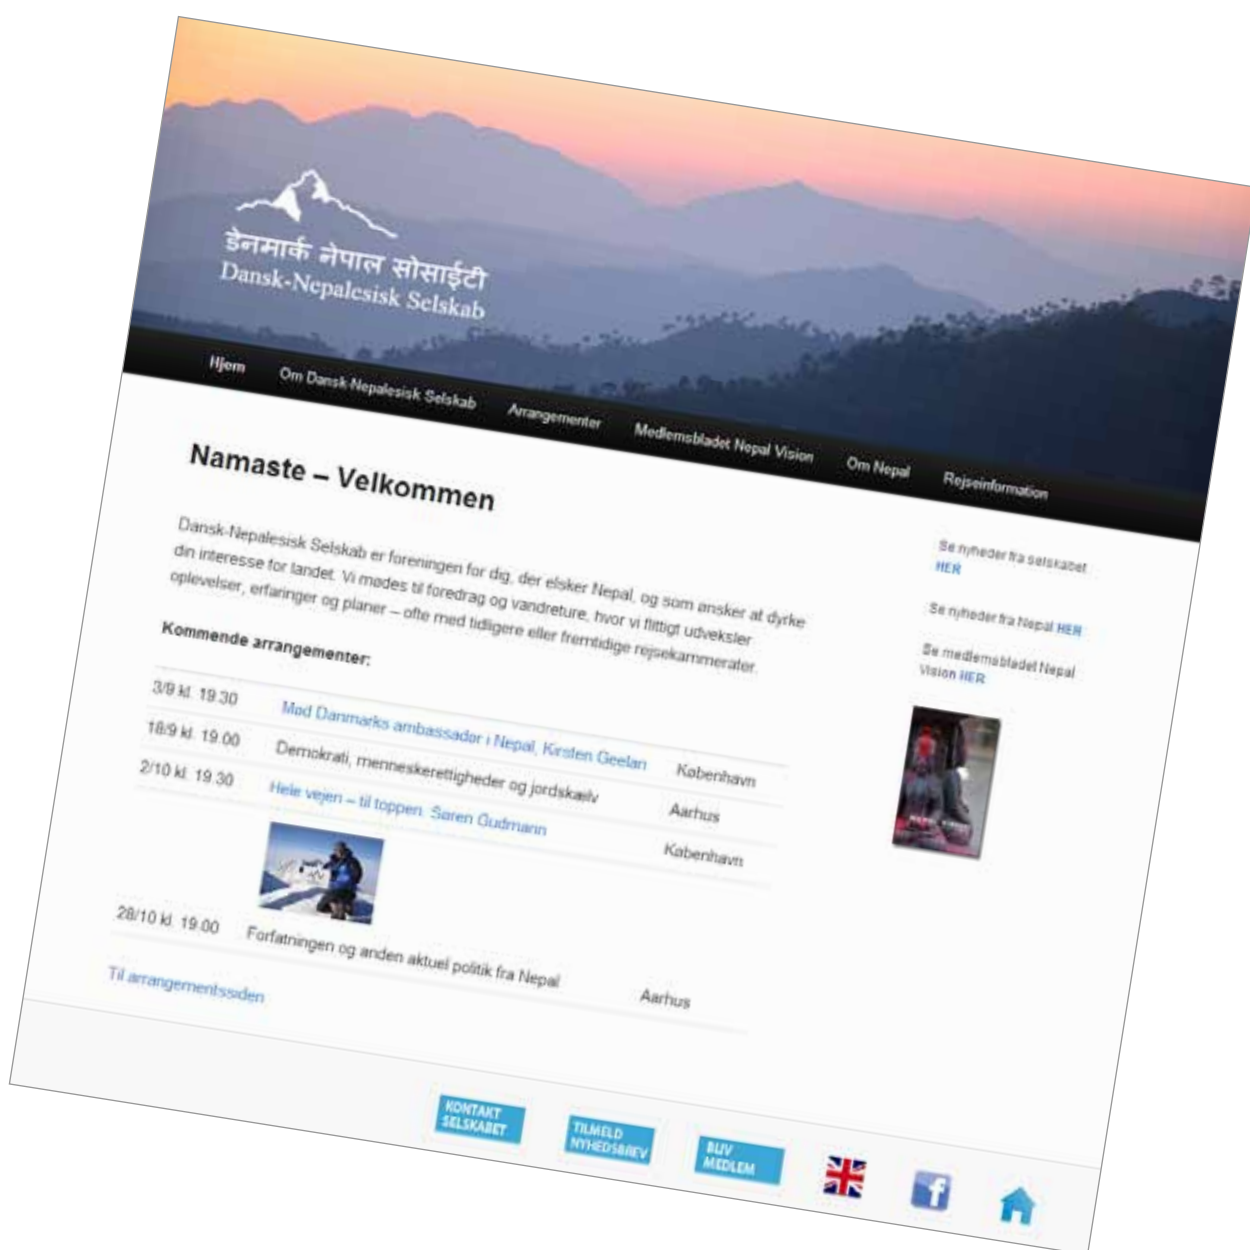 डेनमार्क नेपाल सोसाईटी
Dansk-Nepalesisk Selskab
Hjem
Om Dansk Nepalesisk Selskab
Arrangementer
Medlemsbladet Nepal Vision
Om Nepal
Rejseinformation
Namaste – Velkommen
Dansk-Nepalesisk Selskab er foreningen for dig, der elsker Nepal, og som ønsker at dyrke
din interesse for landet. Vi mødes til foredrag og vandreture, hvor vi flittigt udveksler
oplevelser, erfaringer og planer – ofte med tidligere eller fremtidige rejsekammerater.
Kommende arrangementer:
3/9 kl. 19.30 Mød Danmarks ambassadør i Nepal, Kirsten Geelan København
18/9 kl. 19.00 Demokrati, menneskerettigheder og jordskælv Aarhus
2/10 kl. 19.30 Hele vejen – til toppen. Søren Gudmann København
28/10 kl. 19.00 Forfatningen og anden aktuel politik fra Nepal Aarhus
Til arrangementssiden
Se nyheder fra selskabet
HER
Se nyheder fra Nepal HER
Se medlemsbladet Nepal
Vision HER
KONTAKT
SELSKABET
TILMELD
NYHEDSBREV
BLIV
MEDLEM
f